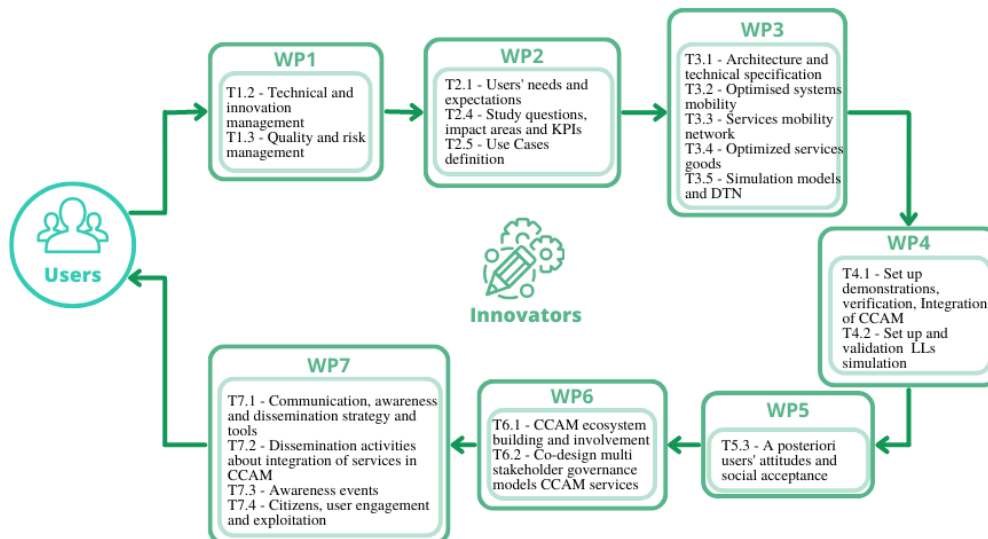 WP1
T1.2 - Technical and
innovation
management
T1.3 - Quality and risk
management
WP2
T2.1 - Users' needs and
expectations
T2.4 - Study questions,
impact areas and KPIs
T2.5 - Use Cases
definition
WP3
T3.1 - Architecture and
technical specification
T3.2 - Optimised systems
mobility
T3.3 - Services mobility
network
T3.4 - Optimized services
goods
T3.5 - Simulation models
and DTN
Users
Innovators
WP4
T4.1 - Set up
demonstrations,
verification, Integration
of CCAM
T4.2 - Set up and
validation LLs
simulation
WP5
T5.3 - A posteriori
users' attitudes and
social acceptance
WP6
T6.1 - CCAM ecosystem
building and involvement
T6.2 - Co-design multi
stakeholder governance
models CCAM services
WP7
T7.1 - Communication, awareness
and dissemination strategy and
tools
T7.2 - Dissemination activities
about integration of services in
CCAM
T7.3 - Awareness events
T7.4 - Citizens, user engagement
and exploitation